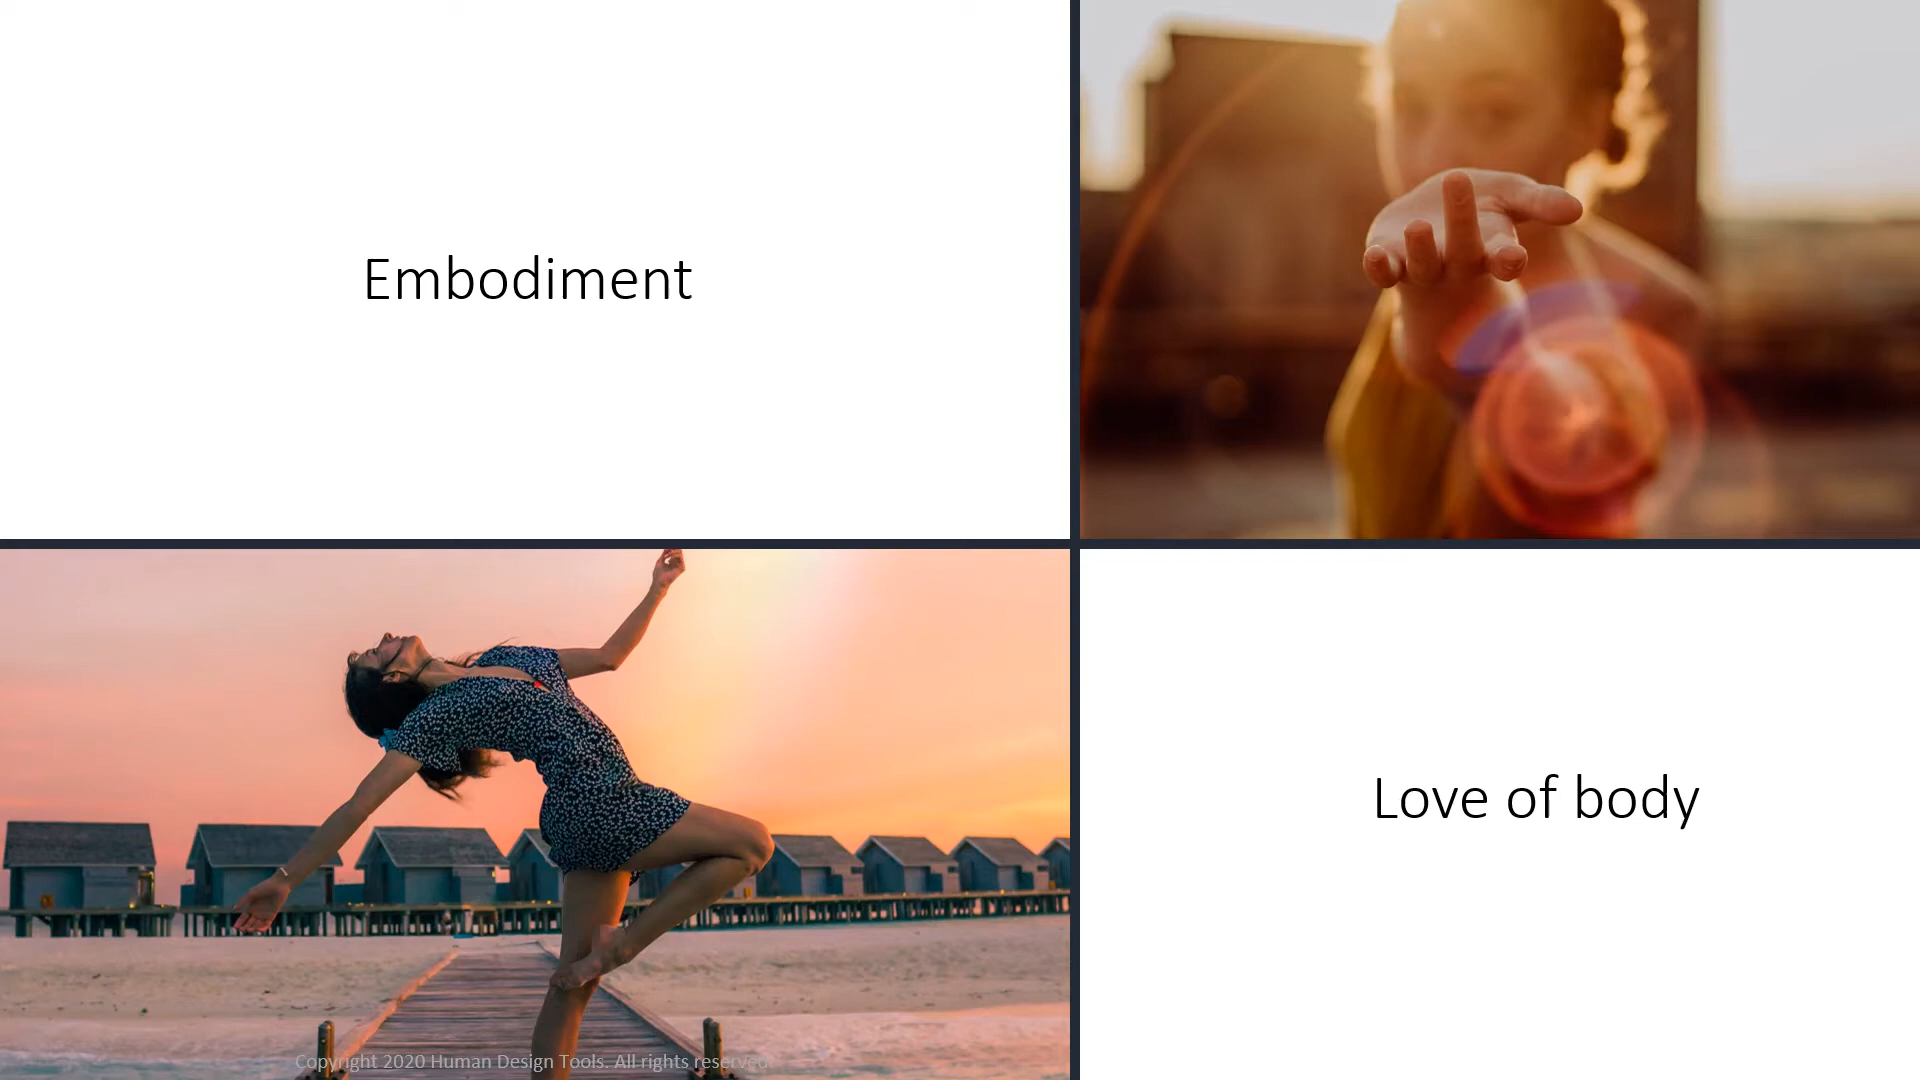 Embodiment
Love of body
Copyright 2020 Human Design Tools. All rights reserved.